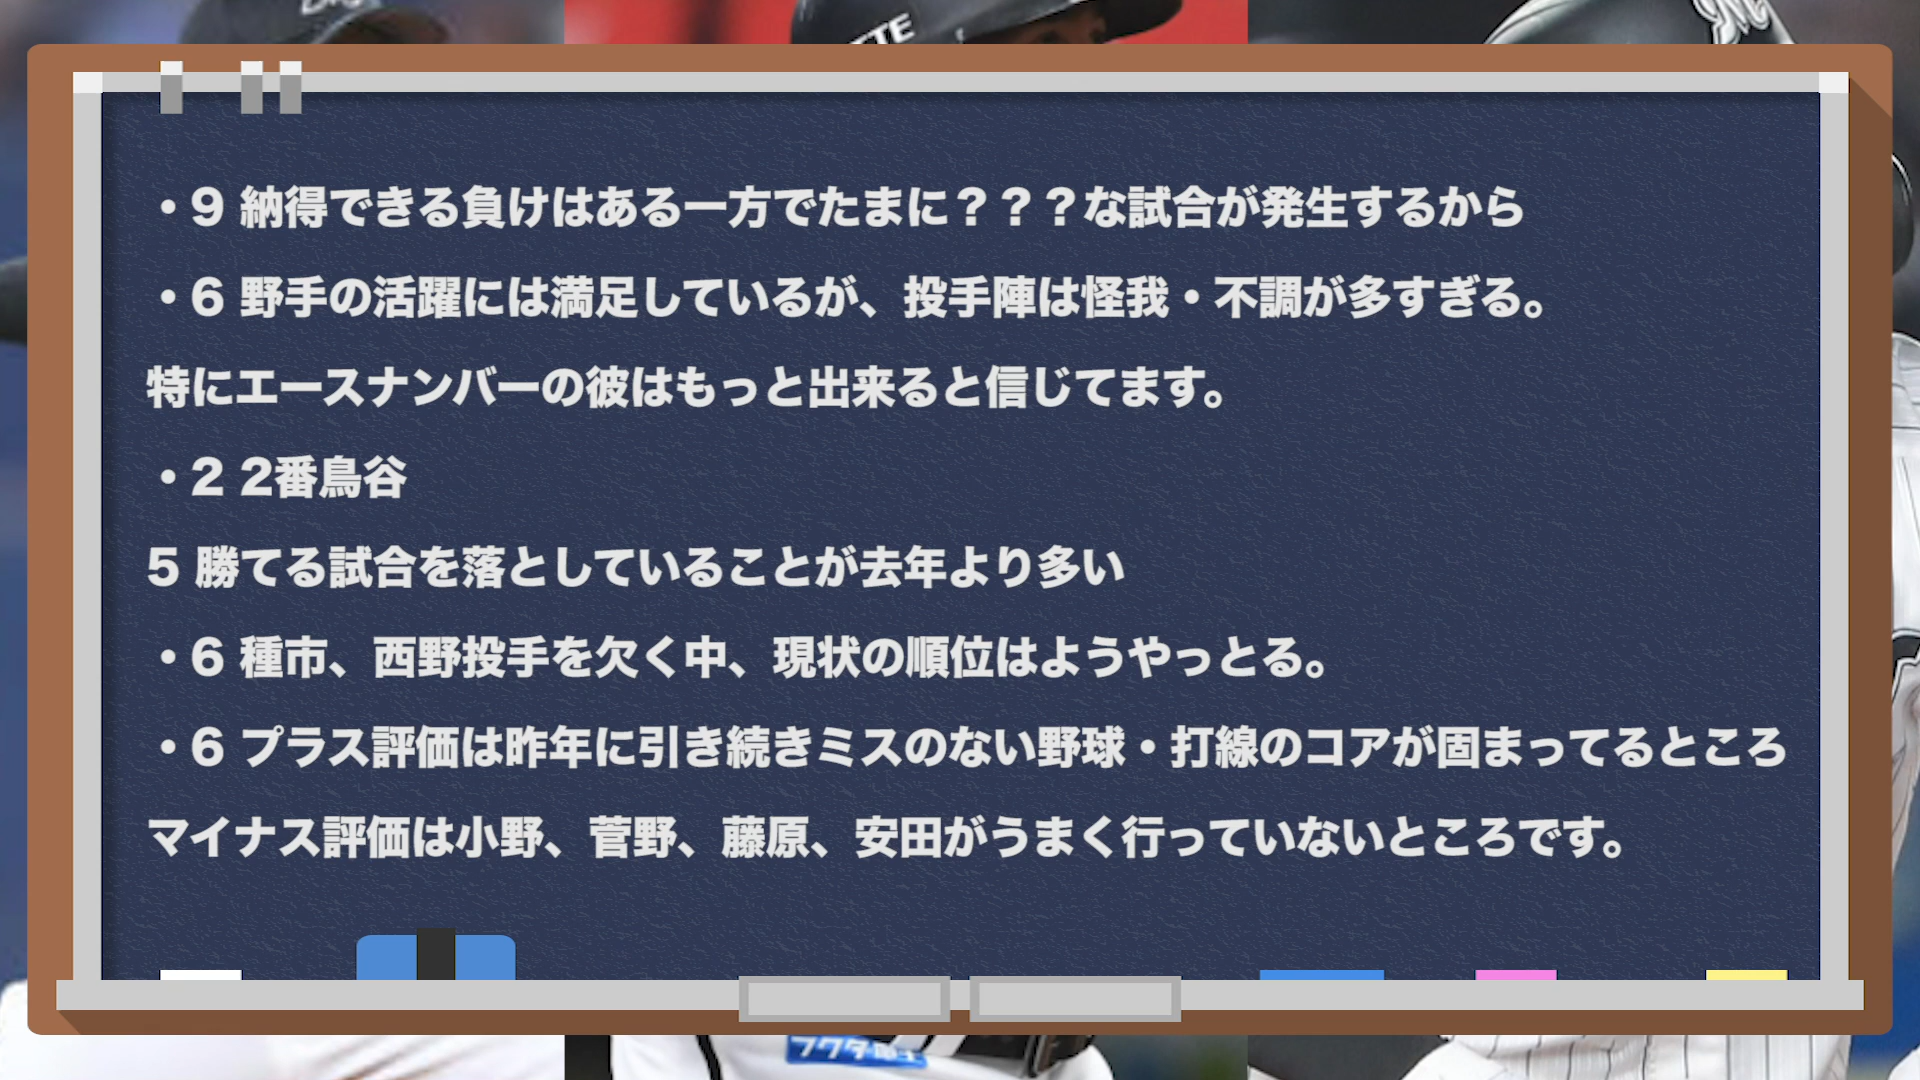 TTE
M
・9 納得できる負けはある一方でたまに？？？な試合が発生するから
・6 野手の活躍には満足しているが、投手陣は怪我・不調が多すぎる。
特にエースナンバーの彼はもっと出来ると信じてます。
・2 2番鳥谷
5 勝てる試合を落としていることが去年より多い
・6 種市、西野投手を欠く中、現状の順位はようやっとる。
・6 プラス評価は昨年に引き続きミスのない野球・打線のコアが固まってるところ
マイナス評価は小野、菅野、藤原、安田がうまく行っていないところです。
フクダ電子